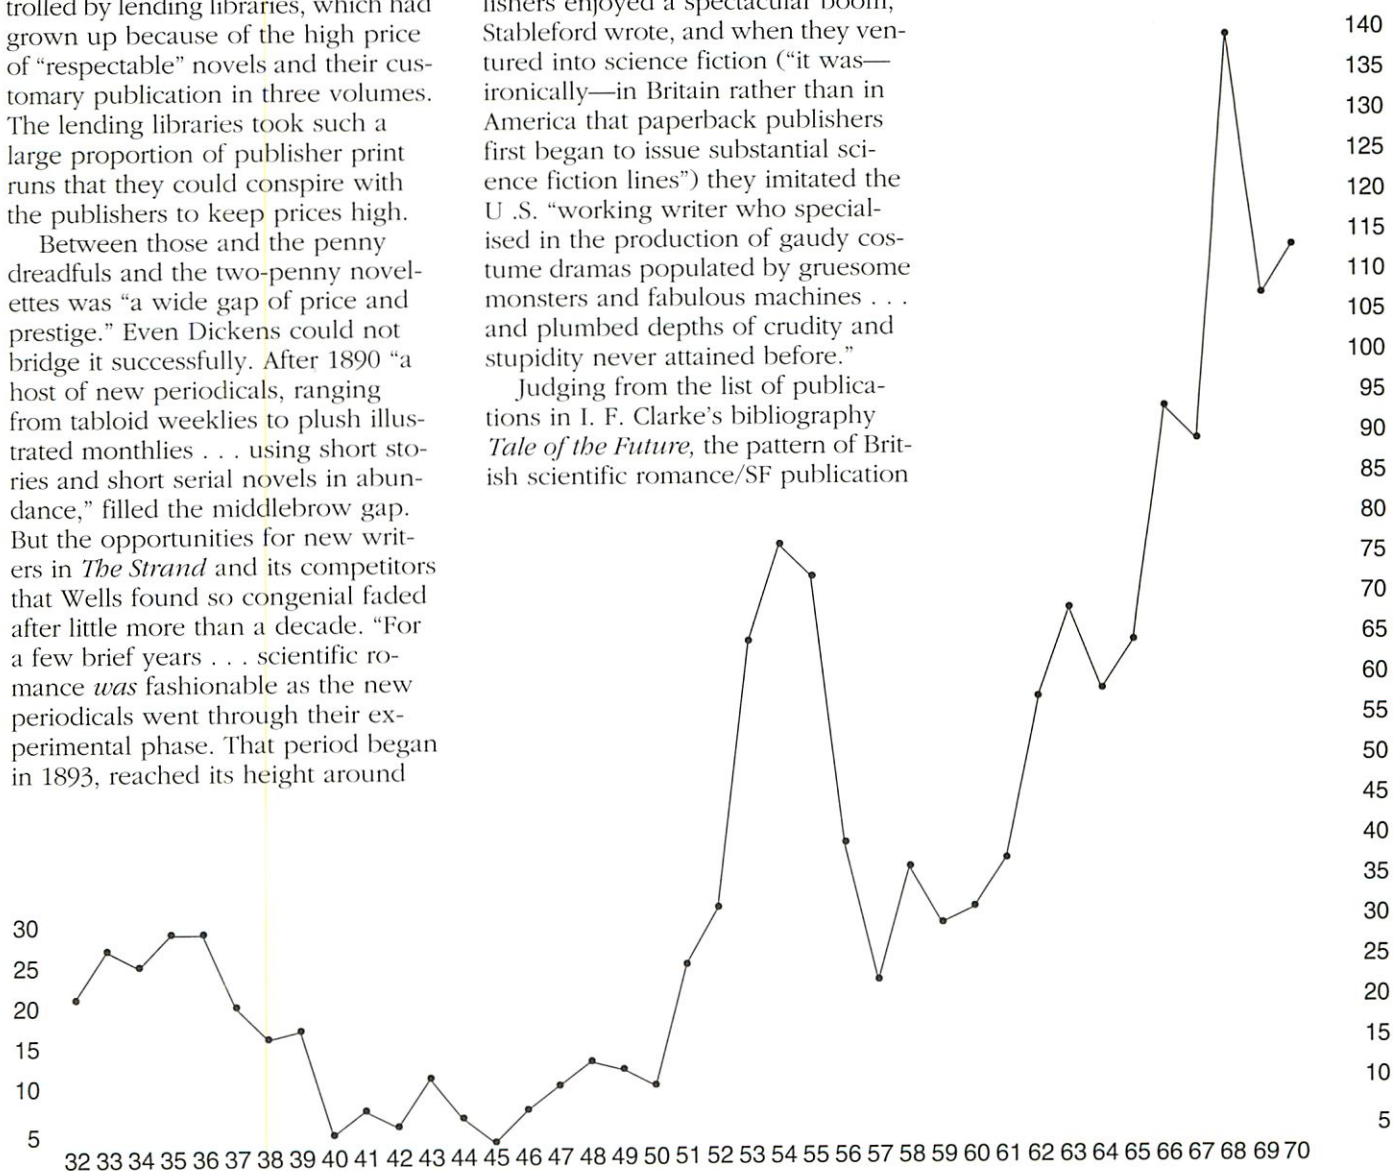 trolled by lending libraries, which had
grown up because of the high price
of “respectable” novels and their cus-
tomary publication in three volumes.
The lending libraries took such a
large proportion of publisher print
runs that they could conspire with
the publishers to keep prices high.
Between those and the penny
dreadfuls and the two-penny novel-
ettes was “a wide gap of price and
prestige.” Even Dickens could not
bridge it successfully. After 1890 “a
host of new periodicals, ranging
from tabloid weeklies to plush illus-
trated monthlies . . . using short sto-
ries and short serial novels in abun-
dance,” filled the middlebrow gap.
But the opportunities for new writ-
ers in The Strand and its competitors
that Wells found so congenial faded
after little more than a decade. “For
a few brief years . . . scientific ro-
mance was fashionable as the new
periodicals went through their ex-
perimental phase. That period began
in 1893, reached its height around
lishers enjoyed a spectacular boom,
Stableford wrote, and when they ven-
tured into science fiction (“it was—
ironically—in Britain rather than in
America that paperback publishers
first began to issue substantial sci-
ence fiction lines”) they imitated the
U .S. “working writer who special-
ised in the production of gaudy cos-
tume dramas populated by gruesome
monsters and fabulous machines . . .
and plumbed depths of crudity and
stupidity never attained before.”
Judging from the list of publica-
tions in I. F. Clarke’s bibliography
Tale of the Future, the pattern of Brit-
ish scientific romance/SF publication
140
135
130
125
120
115
110
105
100
95
90
85
80
75
70
65
60
55
50
45
40
35
30
25
20
15
10
5
30
25
20
15
10
5
32 33 34 35 36 37 38 39 40 41 42 43 44 45 46 47 48 49 50 51 52 53 54 55 56 57 58 59 60 61 62 63 64 65 66 67 68 69 70